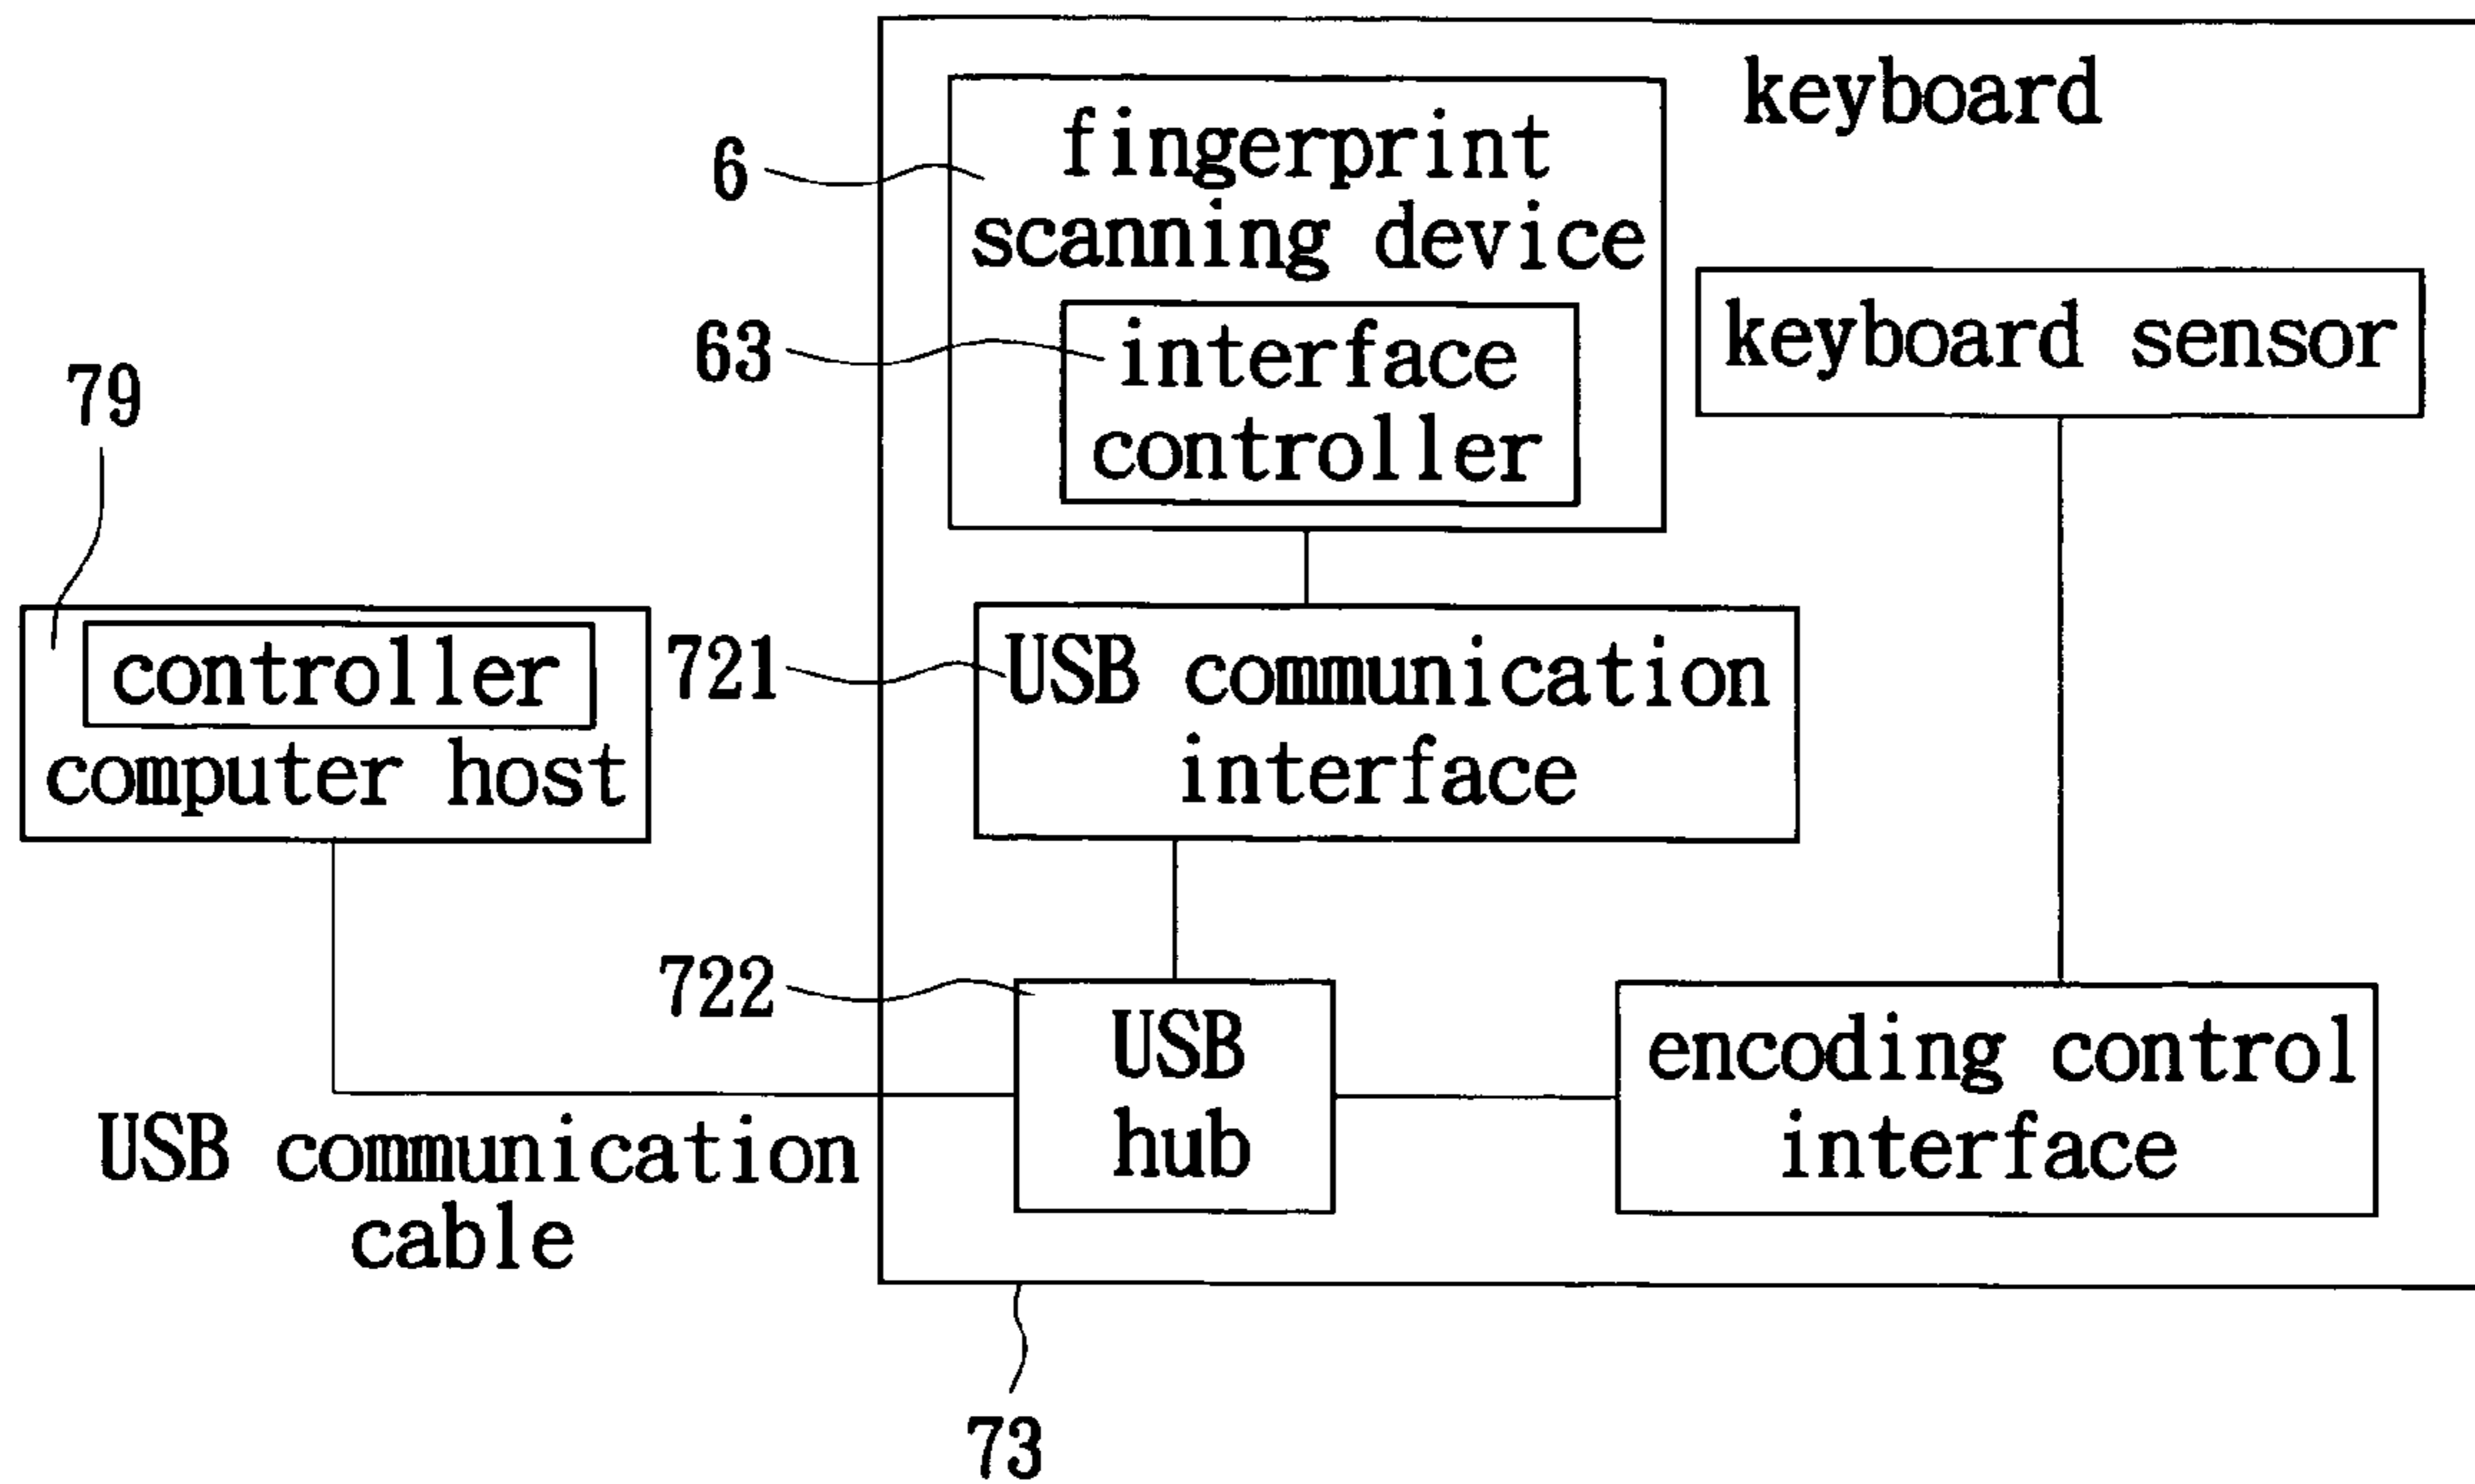 keyboard
6
fingerprint
scanning device
63
interface
controller
keyboard sensor
79
controller
computer host
721
USB communication
interface
722
USB
hub
encoding control
interface
USB communication
cable
73